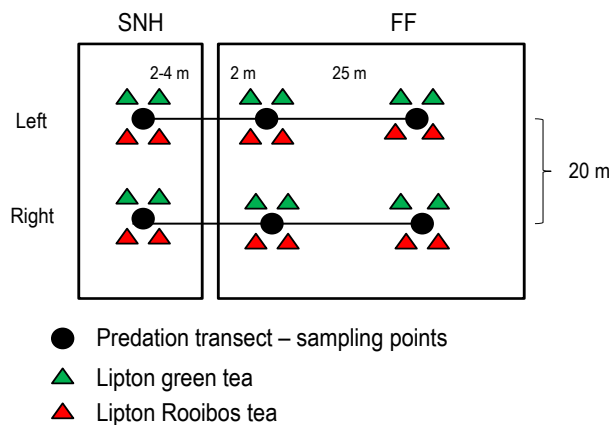 SNH FF
2-4 m 2 m 25 m
Left
20 m
Right
Predation transect – sampling points
Lipton green tea
Lipton Rooibos tea